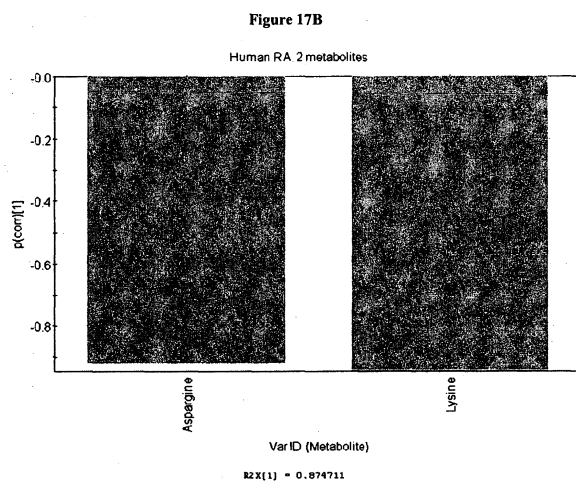 Figure 17B
Human RA, 2 metabolites
-0.0
-0.2
-0.4
-0.6
-0.8
p(corr)[1]
Aspargine
Lysine
Var ID (Metabolite)
R2X[1] = 0.874711